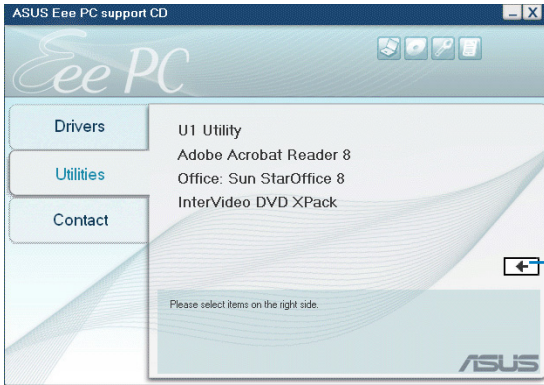 ASUS Eee PC support CD
Eee PC
Drivers
Utilities
Contact
U1 Utility
Adobe Acrobat Reader 8
Office: Sun StarOffice 8
InterVideo DVD XPack
Please select items on the right side.
ASUS